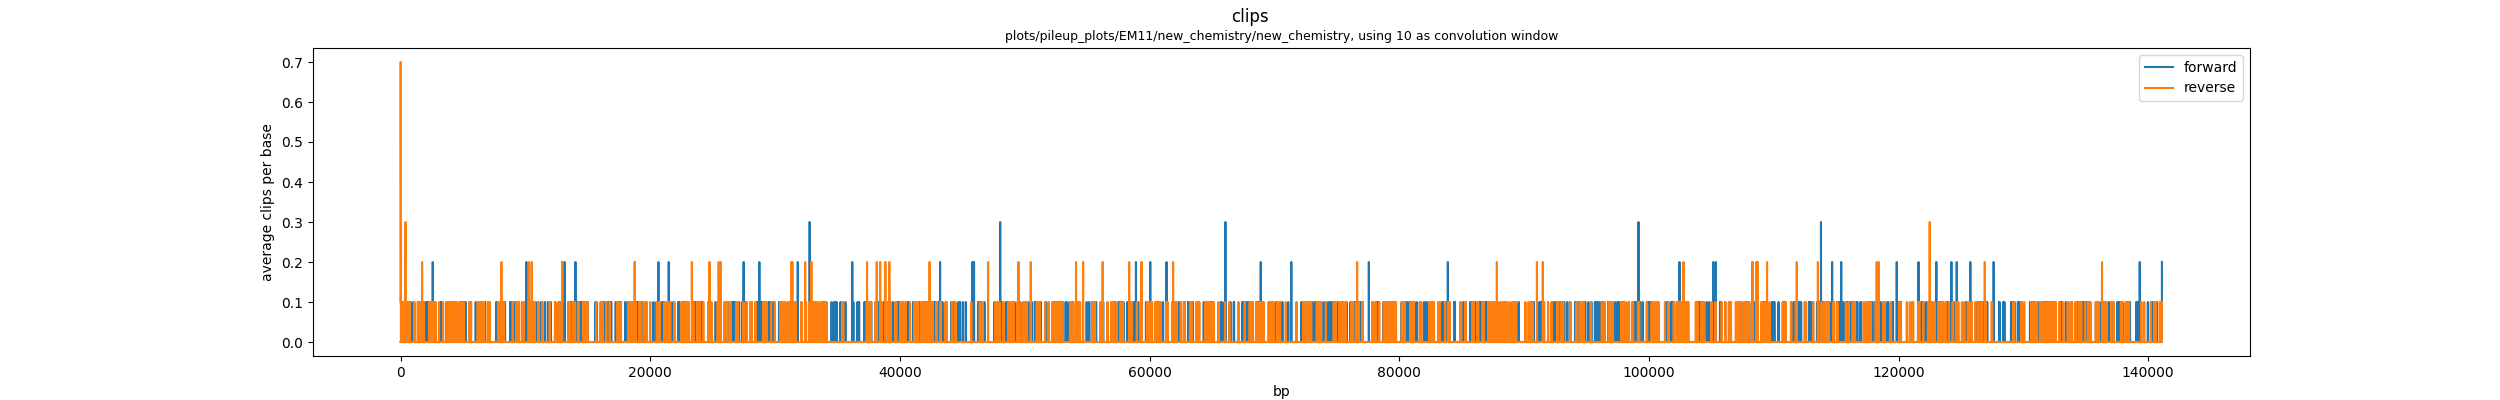 clips
plots/pileup_plots/EM11/new_chemistry/new_chemistry, using 10 as convolution window
forward
reverse
average clips per base
0.7
0.6
0.5
0.4
0.3
0.2
0.1
0.0
0 20000 40000 60000 80000 100000 120000 140000
bp